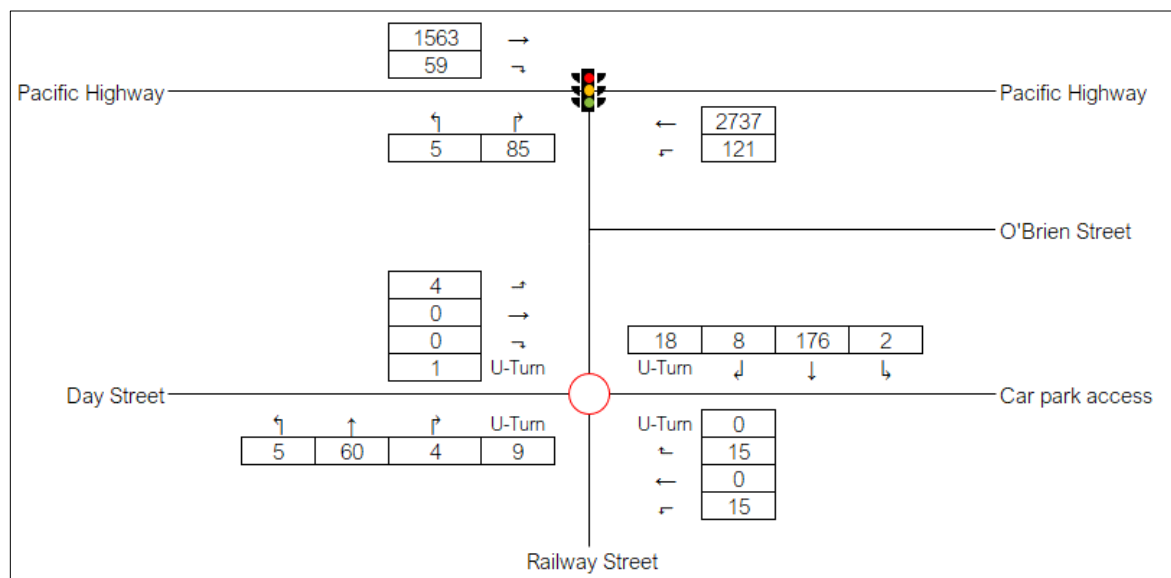 1563
59
Pacific Highway
Pacific Highway
5 85
2737
121
O'Brien Street
4
0
0
1 U-Turn
18 8 176 2
U-Turn
Day Street
Car park access
U-Turn
5 60 4 9
U-Turn 0
15
0
15
Railway Street